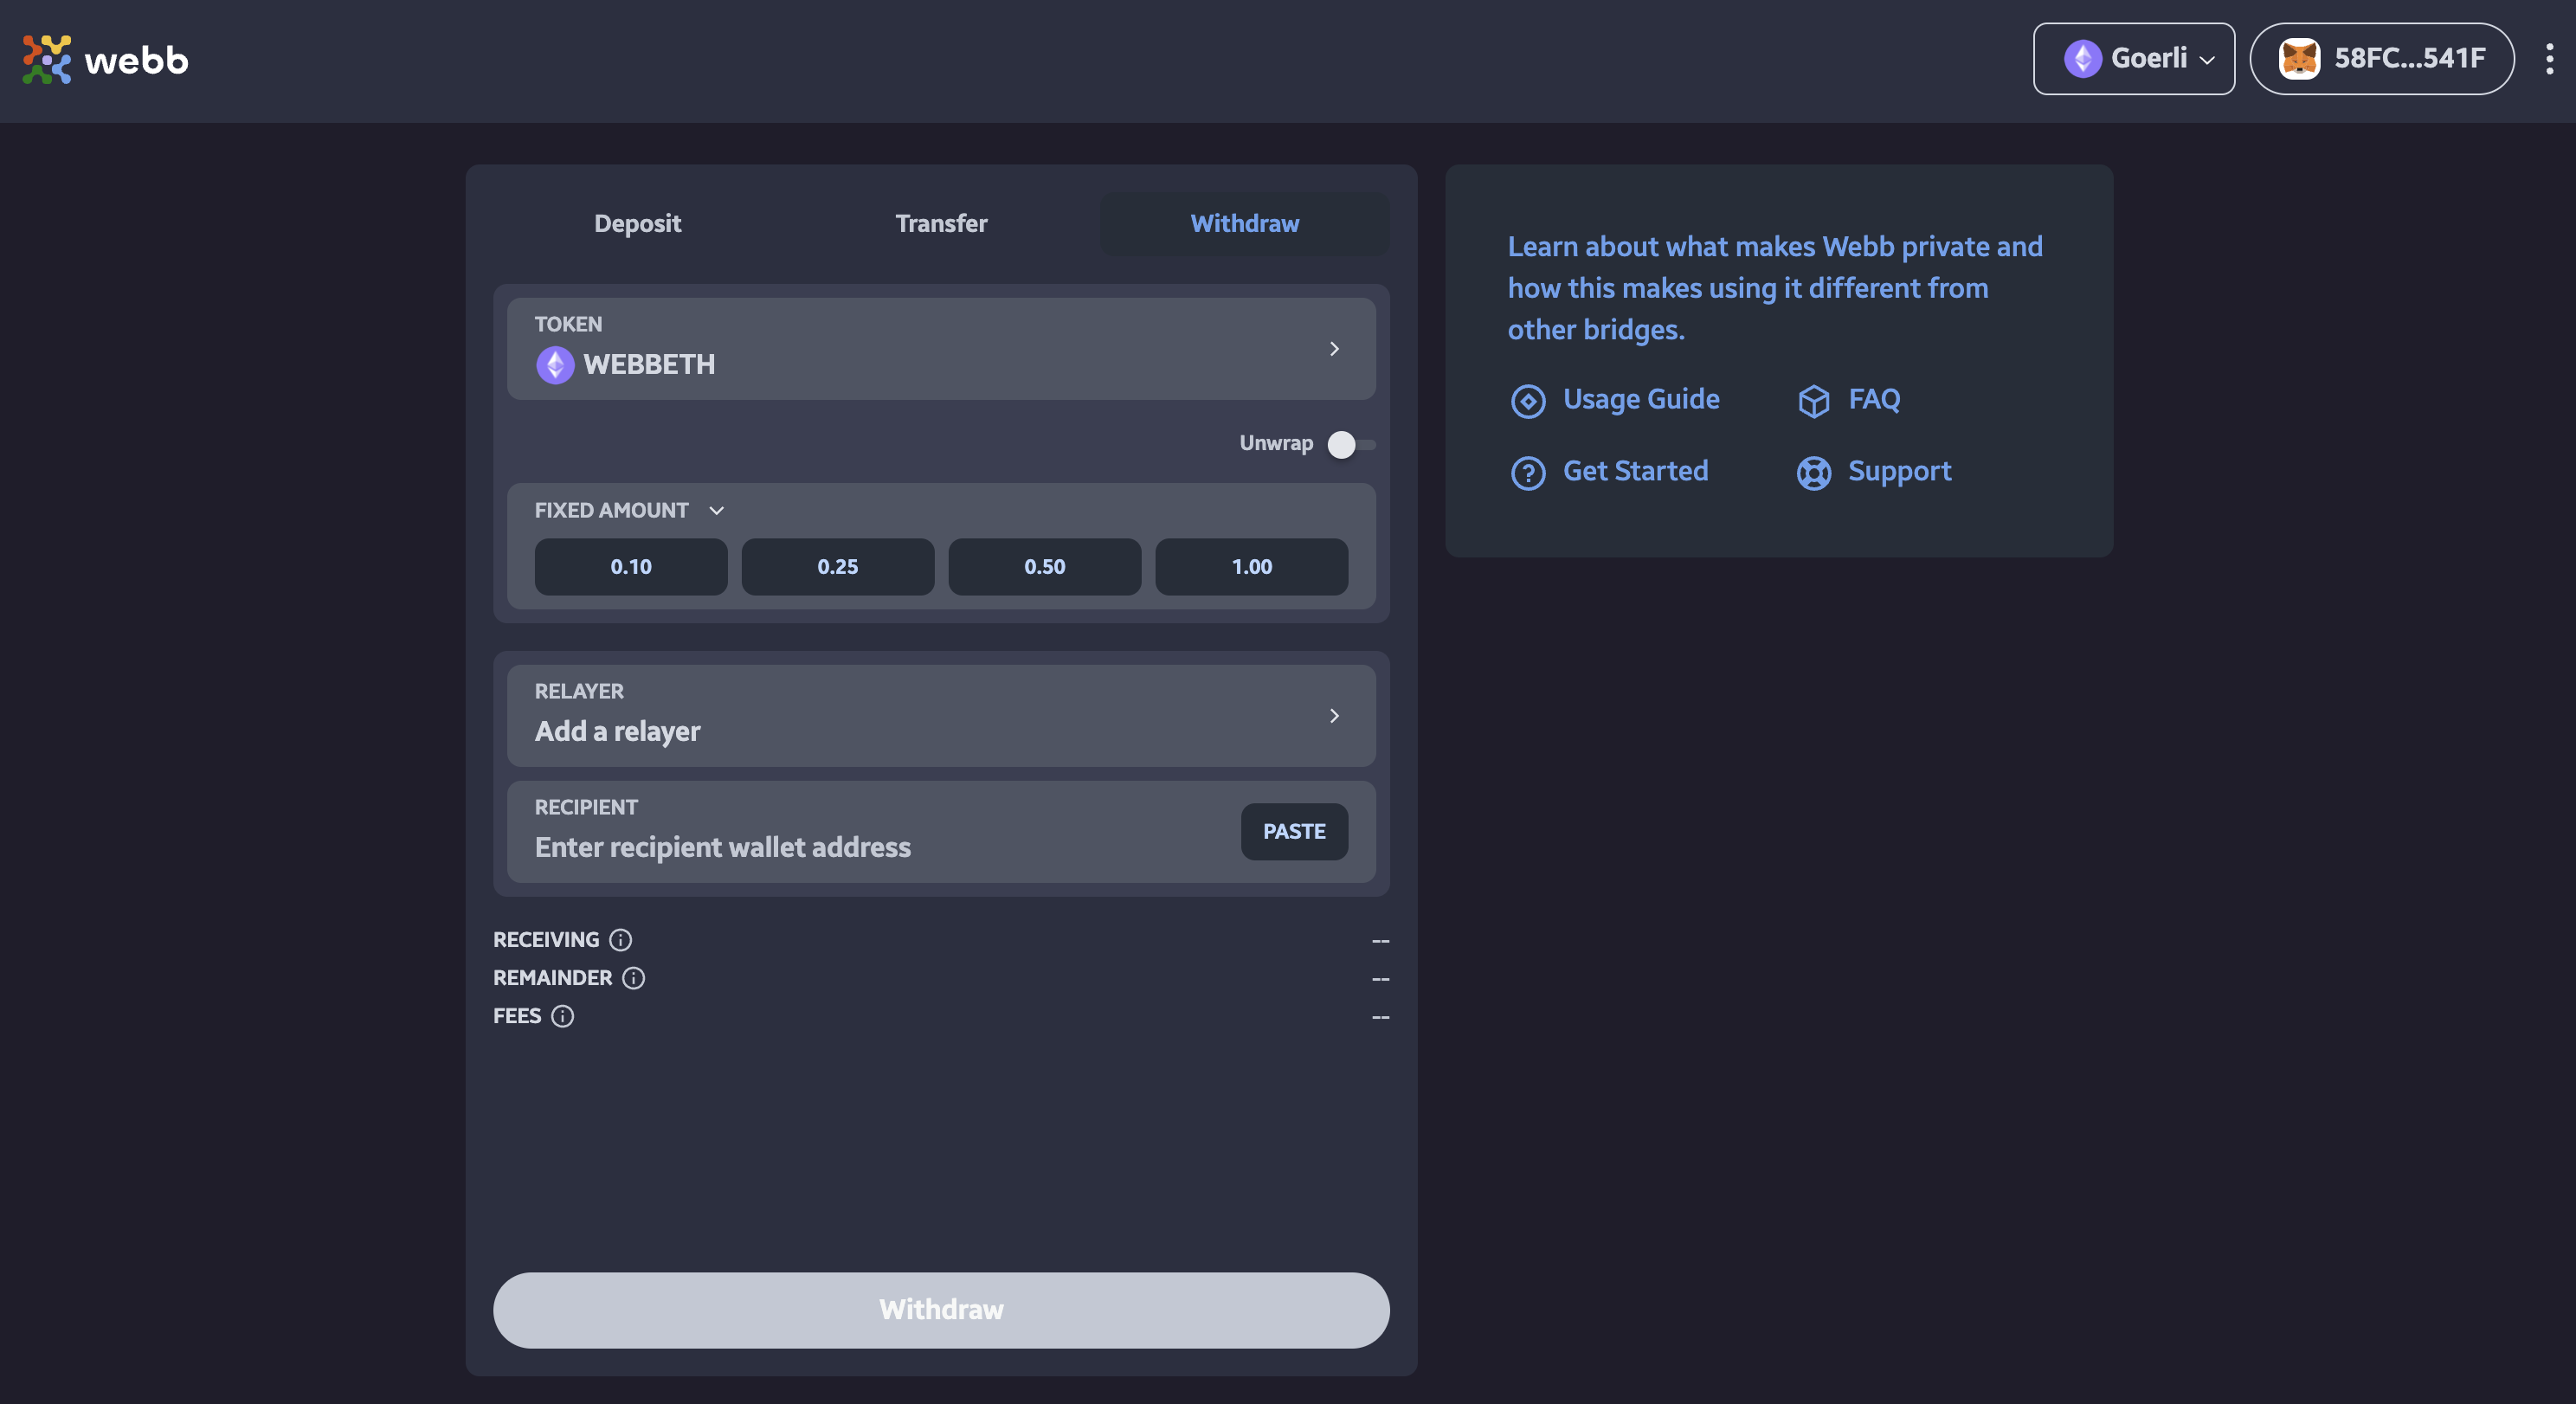 webb
Goerli
58FC...541F
Deposit
Transfer
Withdraw
TOKEN
WEBBETH
Unwrap
FIXED AMOUNT
0.10
0.25
0.50
1.00
RELAYER
Add a relayer
RECIPIENT
Enter recipient wallet address
PASTE
RECEIVING
--
REMAINDER
--
FEES
--
Withdraw
Learn about what makes Webb private and
how this makes using it different from
other bridges.
Usage Guide
FAQ
Get Started
Support